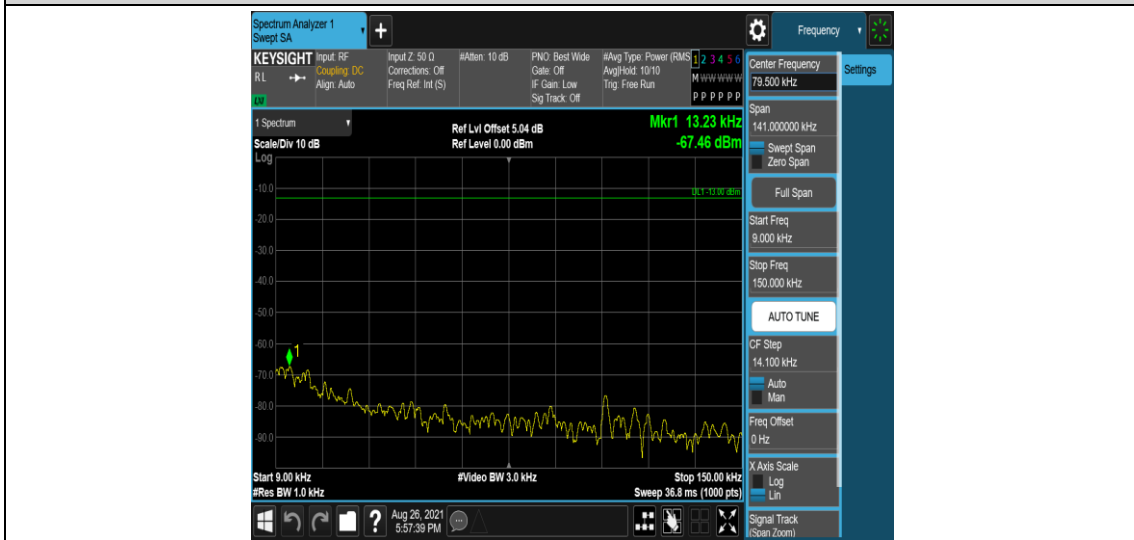 Spectrum Analyzer 1
Swept SA
+
Frequency
KEYSIGHT
RL
LXI
Input: RF
Coupling: DC
Align: Auto
Input Z: 50 Ω
Corrections: Off
Freq Ref: Int (S)
#Atten: 10 dB
PNO: Best Wide
Gate: Off
IF Gain: Low
Sig Track: Off
#Avg Type: Power (RMS
Avg|Hold: 10/10
Trig: Free Run
1 2 3 4 5 6
M W W W W W
P P P P P P
1 Spectrum
Scale/Div 10 dB
Ref Lvl Offset 5.04 dB
Ref Level 0.00 dBm
Mkr1 13.23 kHz
-67.46 dBm
Log
DL1 -13.00 dBm
-10.0
-20.0
-30.0
-40.0
-50.0
-60.0
1
-70.0
-80.0
-90.0
Start 9.00 kHz
#Video BW 3.0 kHz
Stop 150.00 kHz
#Res BW 1.0 kHz
Sweep 36.8 ms (1000 pts)
?
Aug 26, 2021
5:57:39 PM
Center Frequency
79.500 kHz
Settings
Span
141.000000 kHz
Swept Span
Zero Span
Full Span
Start Freq
9.000 kHz
Stop Freq
150.000 kHz
AUTO TUNE
CF Step
14.100 kHz
Auto
Man
Freq Offset
0 Hz
X Axis Scale
Log
Lin
Signal Track
(Span Zoom)